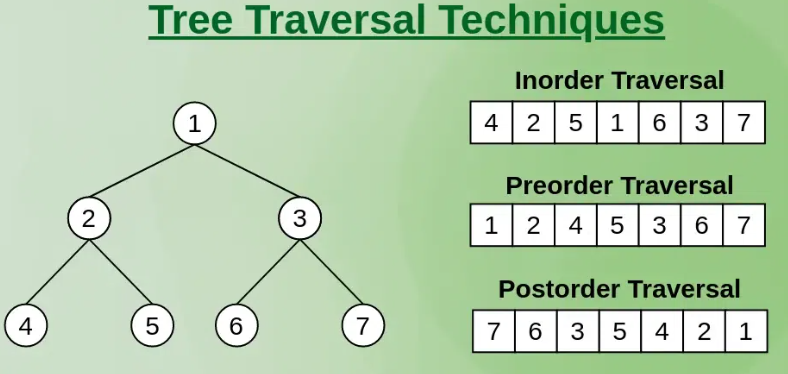 Tree Traversal Techniques
1
2 3
4 5 6 7
Inorder Traversal
4 2 5 1 6 3 7
Preorder Traversal
1 2 4 5 3 6 7
Postorder Traversal
7 6 3 5 4 2 1